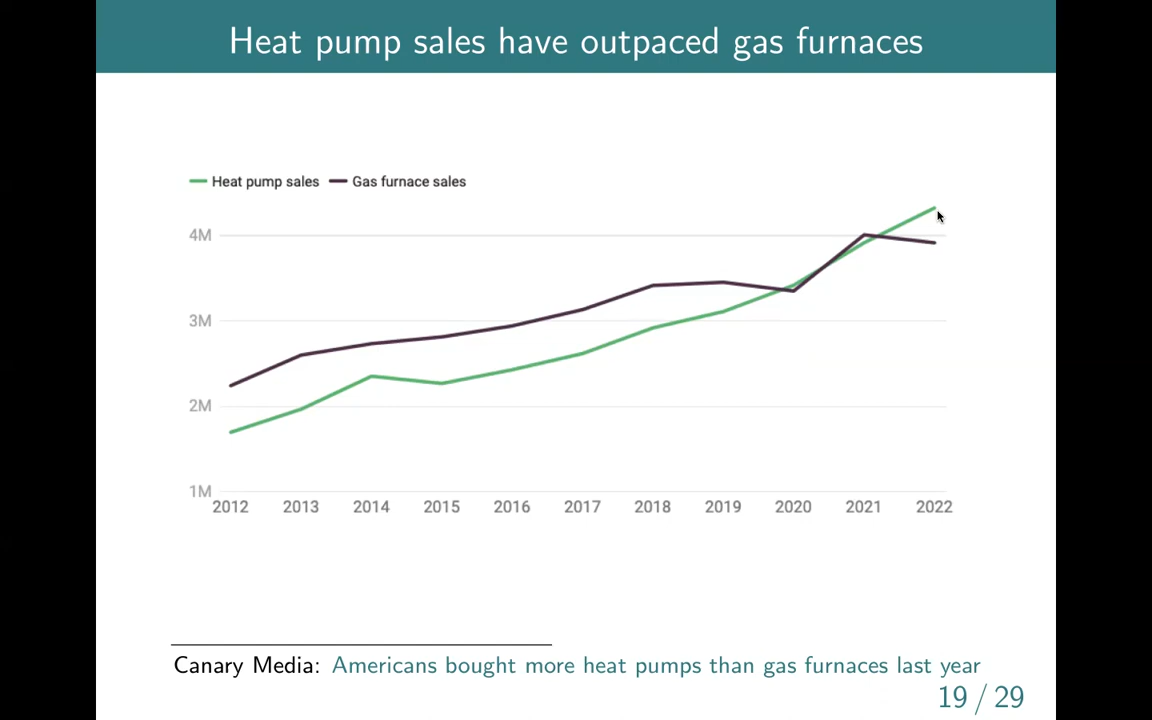 Heat pump sales have outpaced gas furnaces
Heat pump sales Gas furnace sales
4M
3M
2M
1M
2012 2013 2014 2015 2016 2017 2018 2019 2020 2021 2022
Canary Media: Americans bought more heat pumps than gas furnaces last year
19 / 29